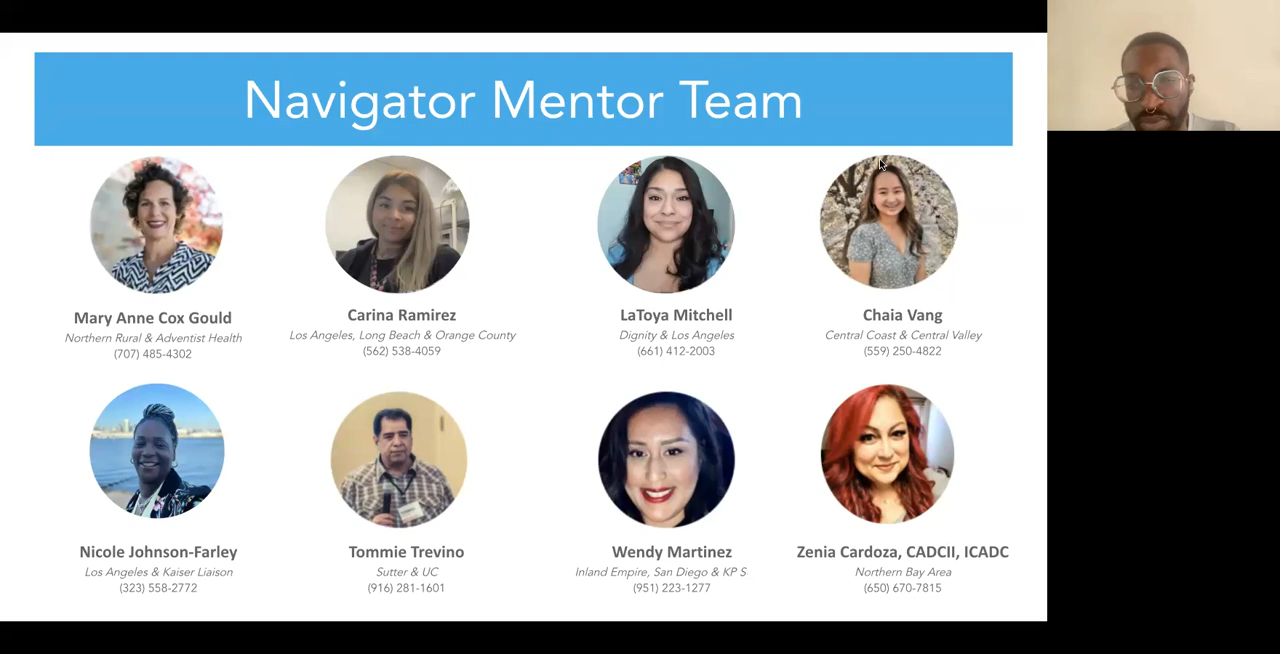 Navigator Mentor Team
Mary Anne Cox Gould
Northern Rural & Adventist Health
(707) 485-4302
Carina Ramirez
Los Angeles, Long Beach & Orange County
(562) 538-4059
LaToya Mitchell
Dignity & Los Angeles
(661) 412-2003
Chaia Vang
Central Coast & Central Valley
(559) 250-4822
Nicole Johnson-Farley
Los Angeles & Kaiser Liaison
(323) 558-2772
Tommie Trevino
Sutter & UC
(916) 281-1601
Wendy Martinez
Inland Empire, San Diego & KP S
(951) 223-1277
Zenia Cardoza, CADCII, ICADC
Northern Bay Area
(650) 670-7815